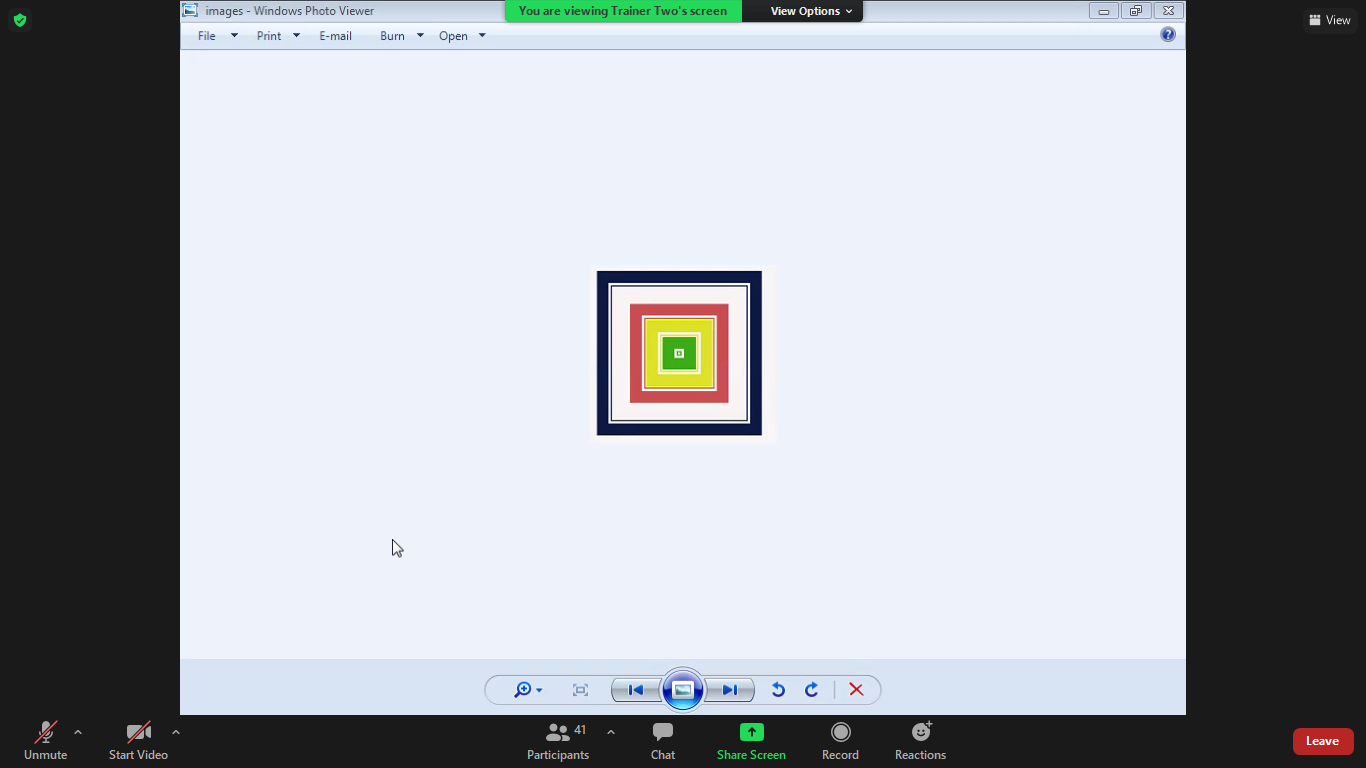 images - Windows Photo Viewer
You are viewing Trainer Two's screen
View Options
View
File
Print
E-mail
Burn
Open
Unmute
Start Video
Participants
41
Chat
Share Screen
Record
Reactions
Leave